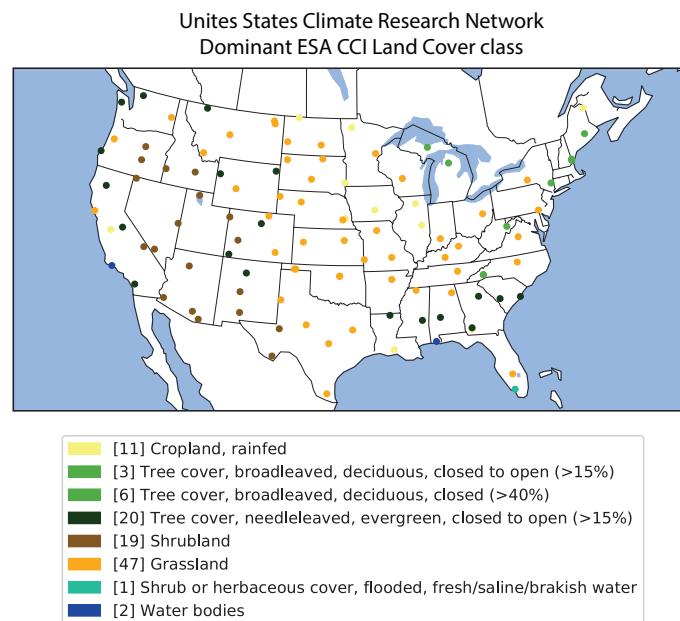 Unites States Climate Research Network
Dominant ESA CCI Land Cover class
[11] Cropland, rainfed
[3] Tree cover, broadleaved, deciduous, closed to open (>15%)
[6] Tree cover, broadleaved, deciduous, closed (>40%)
[20] Tree cover, needleleaved, evergreen, closed to open (>15%)
[19] Shrubland
[47] Grassland
[1] Shrub or herbaceous cover, flooded, fresh/saline/brakish water
[2] Water bodies